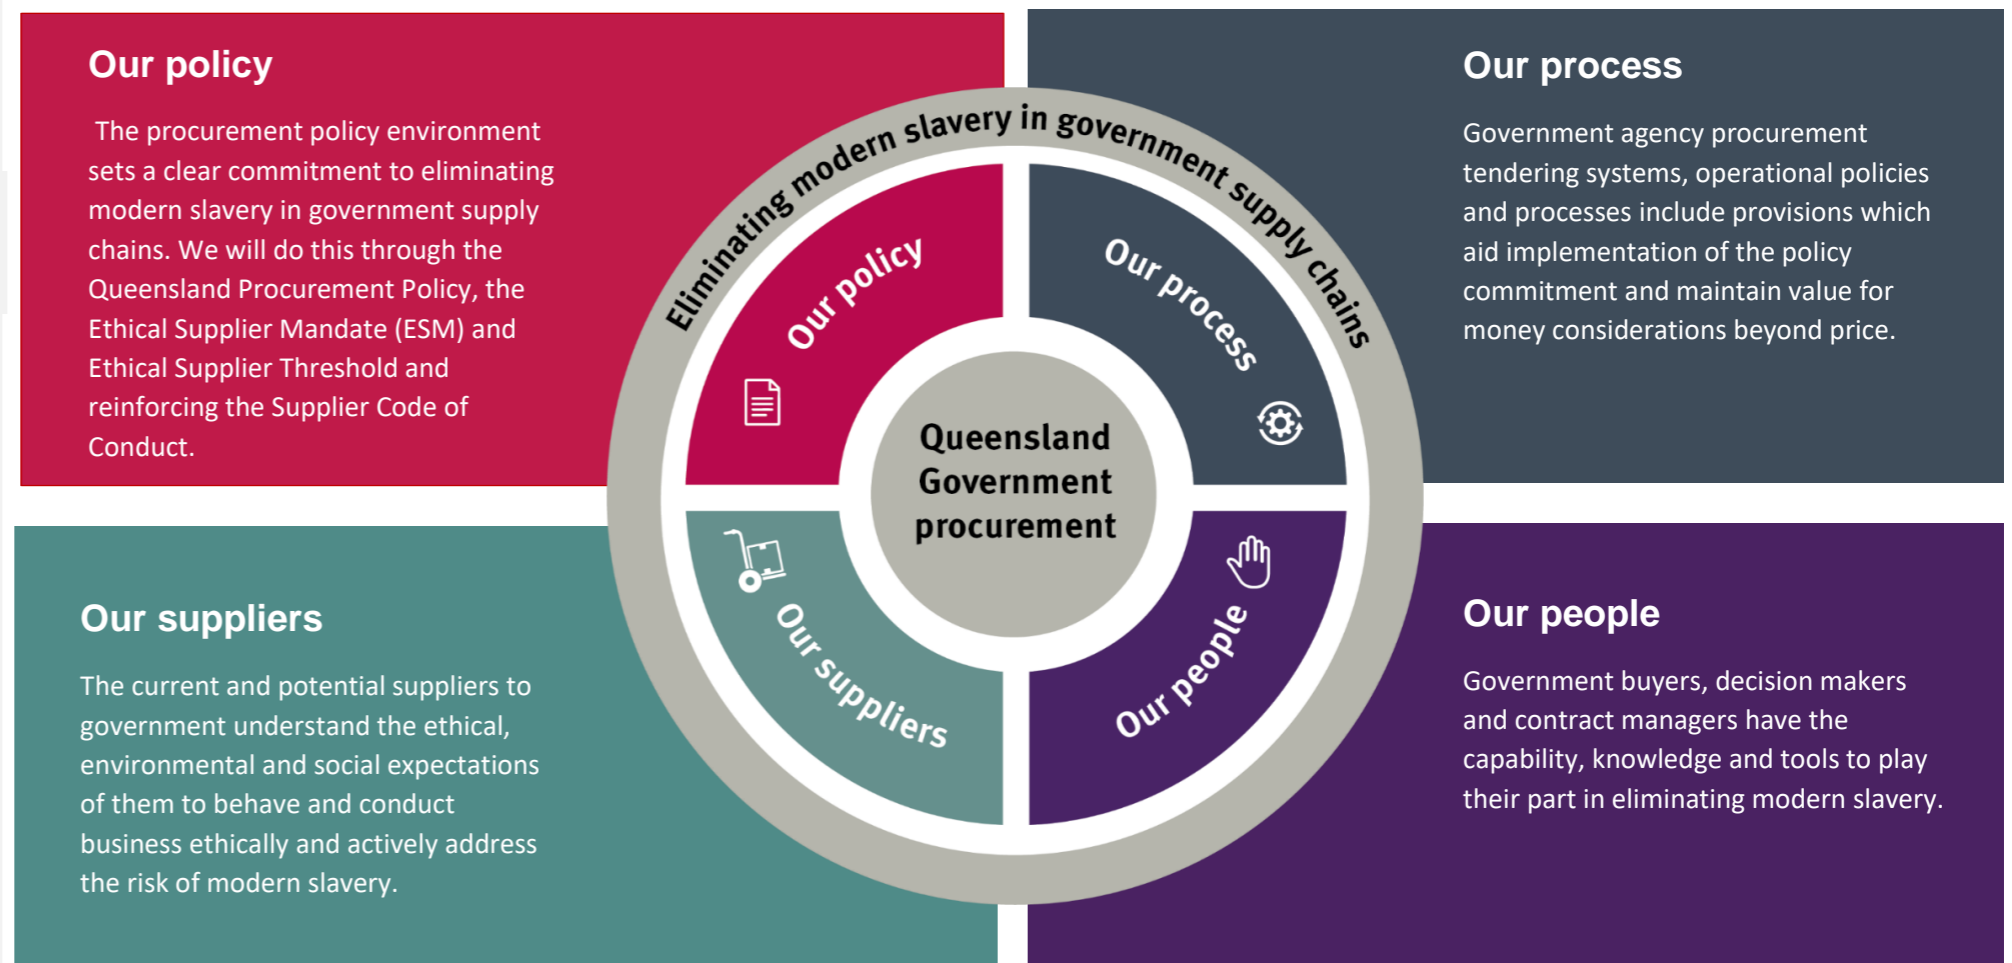 Our policy
The procurement policy environment
sets a clear commitment to eliminating
modern slavery in government supply
chains. We will do this through the
Queensland Procurement Policy, the
Ethical Supplier Mandate (ESM) and
Ethical Supplier Threshold and
reinforcing the Supplier Code of
Conduct.
Our process
Government agency procurement
tendering systems, operational policies
and processes include provisions which
aid implementation of the policy
commitment and maintain value for
money considerations beyond price.
Eliminating modern slavery in government supply chains
Our policy
Our process
Queensland
Government
procurement
Our suppliers
Our people
Our suppliers
The current and potential suppliers to
government understand the ethical,
environmental and social expectations
of them to behave and conduct
business ethically and actively address
the risk of modern slavery.
Our people
Government buyers, decision makers
and contract managers have the
capability, knowledge and tools to play
their part in eliminating modern slavery.